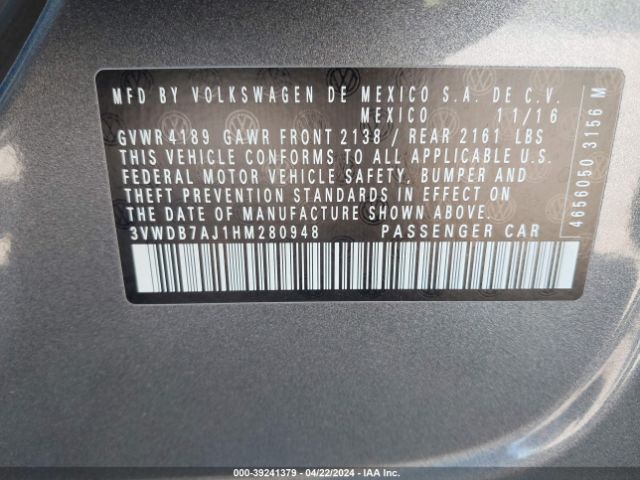 MFD BY VOLKSWAGEN DE MEXICO S.A. DE C.V.
MEXICO 11/16
GVWR 4189 GAWR FRONT 2138 / REAR 2161 LBS
THIS VEHICLE CONFORMS TO ALL APPLICABLE U.S.
FEDERAL MOTOR VEHICLE SAFETY, BUMPER AND
THEFT PREVENTION STANDARDS IN EFFECT ON
THE DATE OF MANUFACTURE SHOWN ABOVE.
3VWDB7AJ1HM280948 PASSENGER CAR
4656050 3156 M
000-39241379 - 04/22/2024 - IAA Inc.